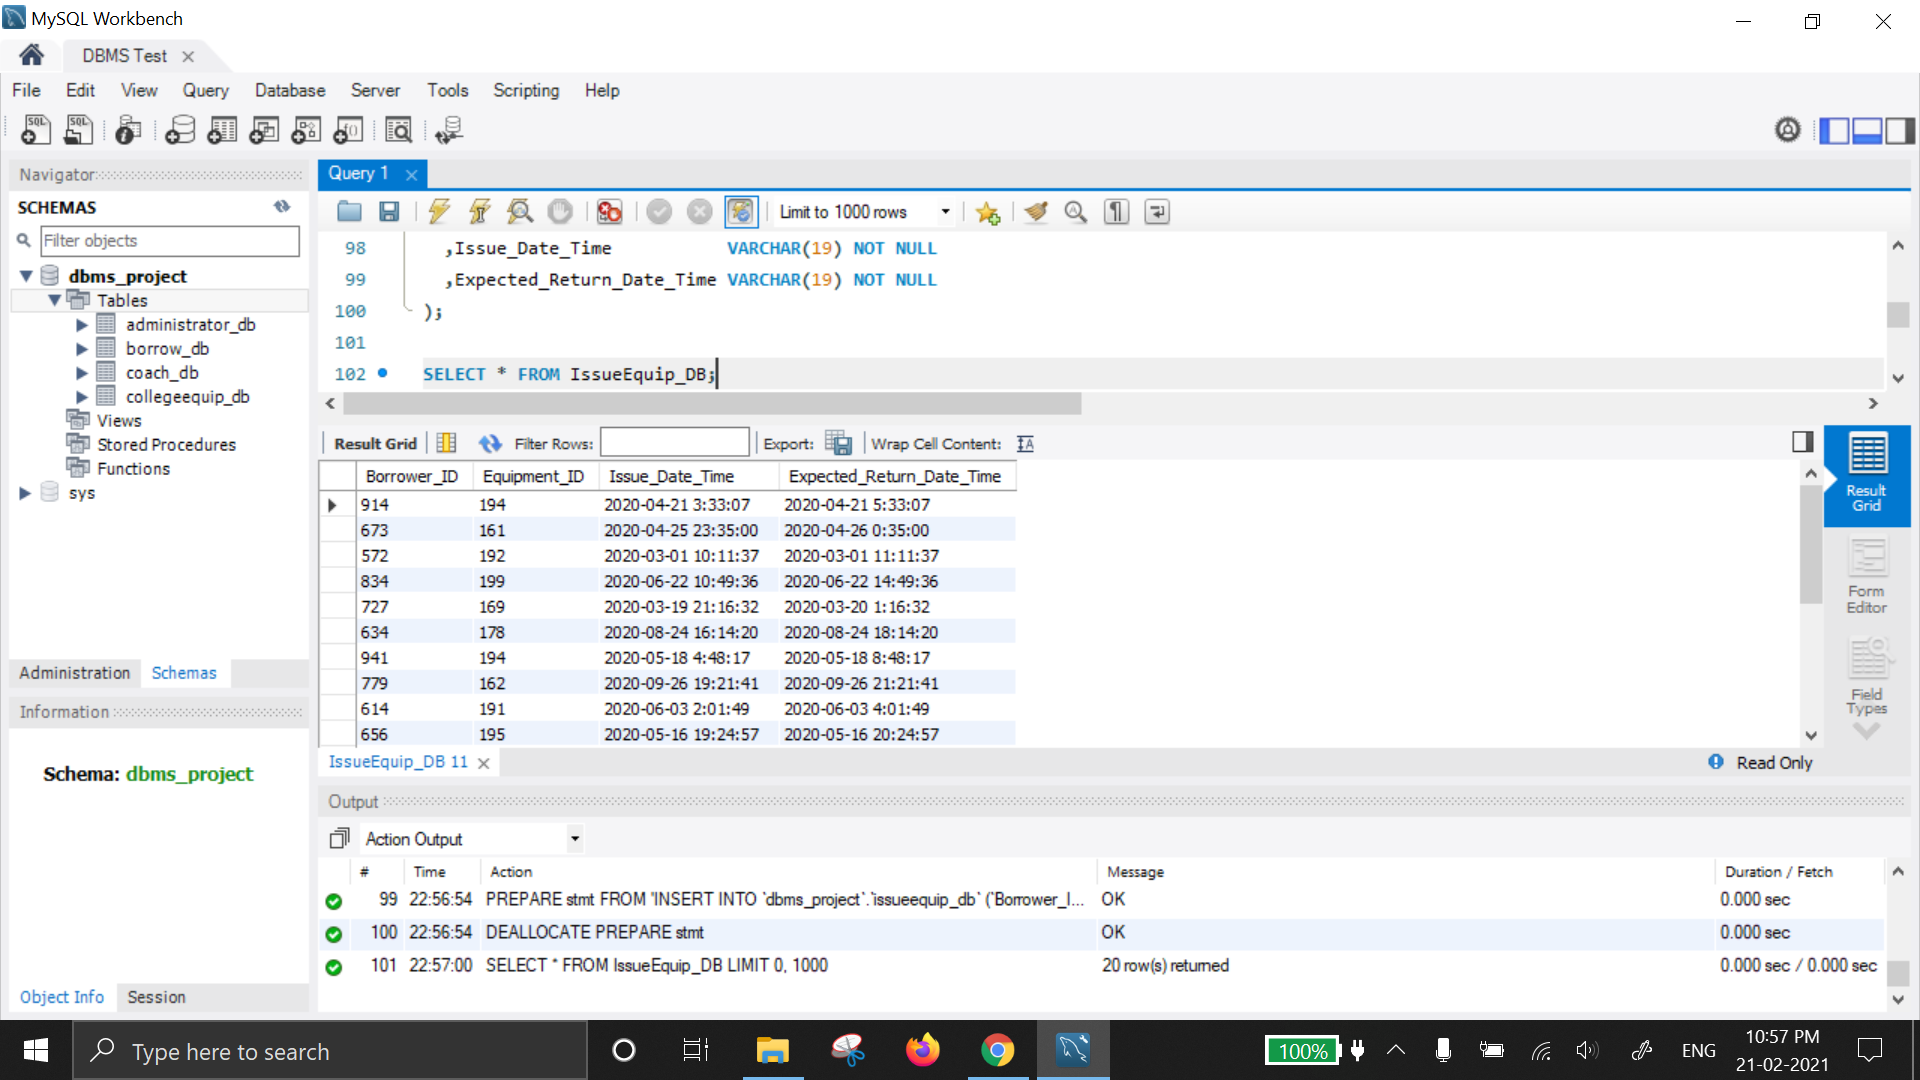 MySQL Workbench
DBMS Test
File Edit View Query Database Server Tools Scripting Help
SQL SQL
Navigator
SCHEMAS
Filter objects
dbms_project
Tables
administrator_db
borrow_db
coach_db
collegeequip_db
Views
Stored Procedures
Functions
sys
Administration Schemas
Information
Schema: dbms_project
Object Info Session
Query 1
Limit to 1000 rows
98 ,Issue_Date_Time VARCHAR(19) NOT NULL
99 ,Expected_Return_Date_Time VARCHAR(19) NOT NULL
100 );
101
102 SELECT * FROM IssueEquip_DB;
Result Grid Filter Rows: Export: Wrap Cell Content:
Borrower_ID Equipment_ID Issue_Date_Time Expected_Return_Date_Time
914 194 2020-04-21 3:33:07 2020-04-21 5:33:07
673 161 2020-04-25 23:35:00 2020-04-26 0:35:00
572 192 2020-03-01 10:11:37 2020-03-01 11:11:37
834 199 2020-06-22 10:49:36 2020-06-22 14:49:36
727 169 2020-03-19 21:16:32 2020-03-20 1:16:32
634 178 2020-08-24 16:14:20 2020-08-24 18:14:20
941 194 2020-05-18 4:48:17 2020-05-18 8:48:17
779 162 2020-09-26 19:21:41 2020-09-26 21:21:41
614 191 2020-06-03 2:01:49 2020-06-03 4:01:49
656 195 2020-05-16 19:24:57 2020-05-16 20:24:57
Result
Grid
Form
Editor
Field
Types
IssueEquip_DB 11
Read Only
Output
Action Output
# Time Action Message Duration / Fetch
99 22:56:54 PREPARE stmt FROM 'INSERT INTO `dbms_project`.`issueequip_db` (`Borrower_I... OK 0.000 sec
100 22:56:54 DEALLOCATE PREPARE stmt OK 0.000 sec
101 22:57:00 SELECT * FROM IssueEquip_DB LIMIT 0, 1000 20 row(s) returned 0.000 sec / 0.000 sec
Type here to search
100%
ENG
10:57 PM
21-02-2021